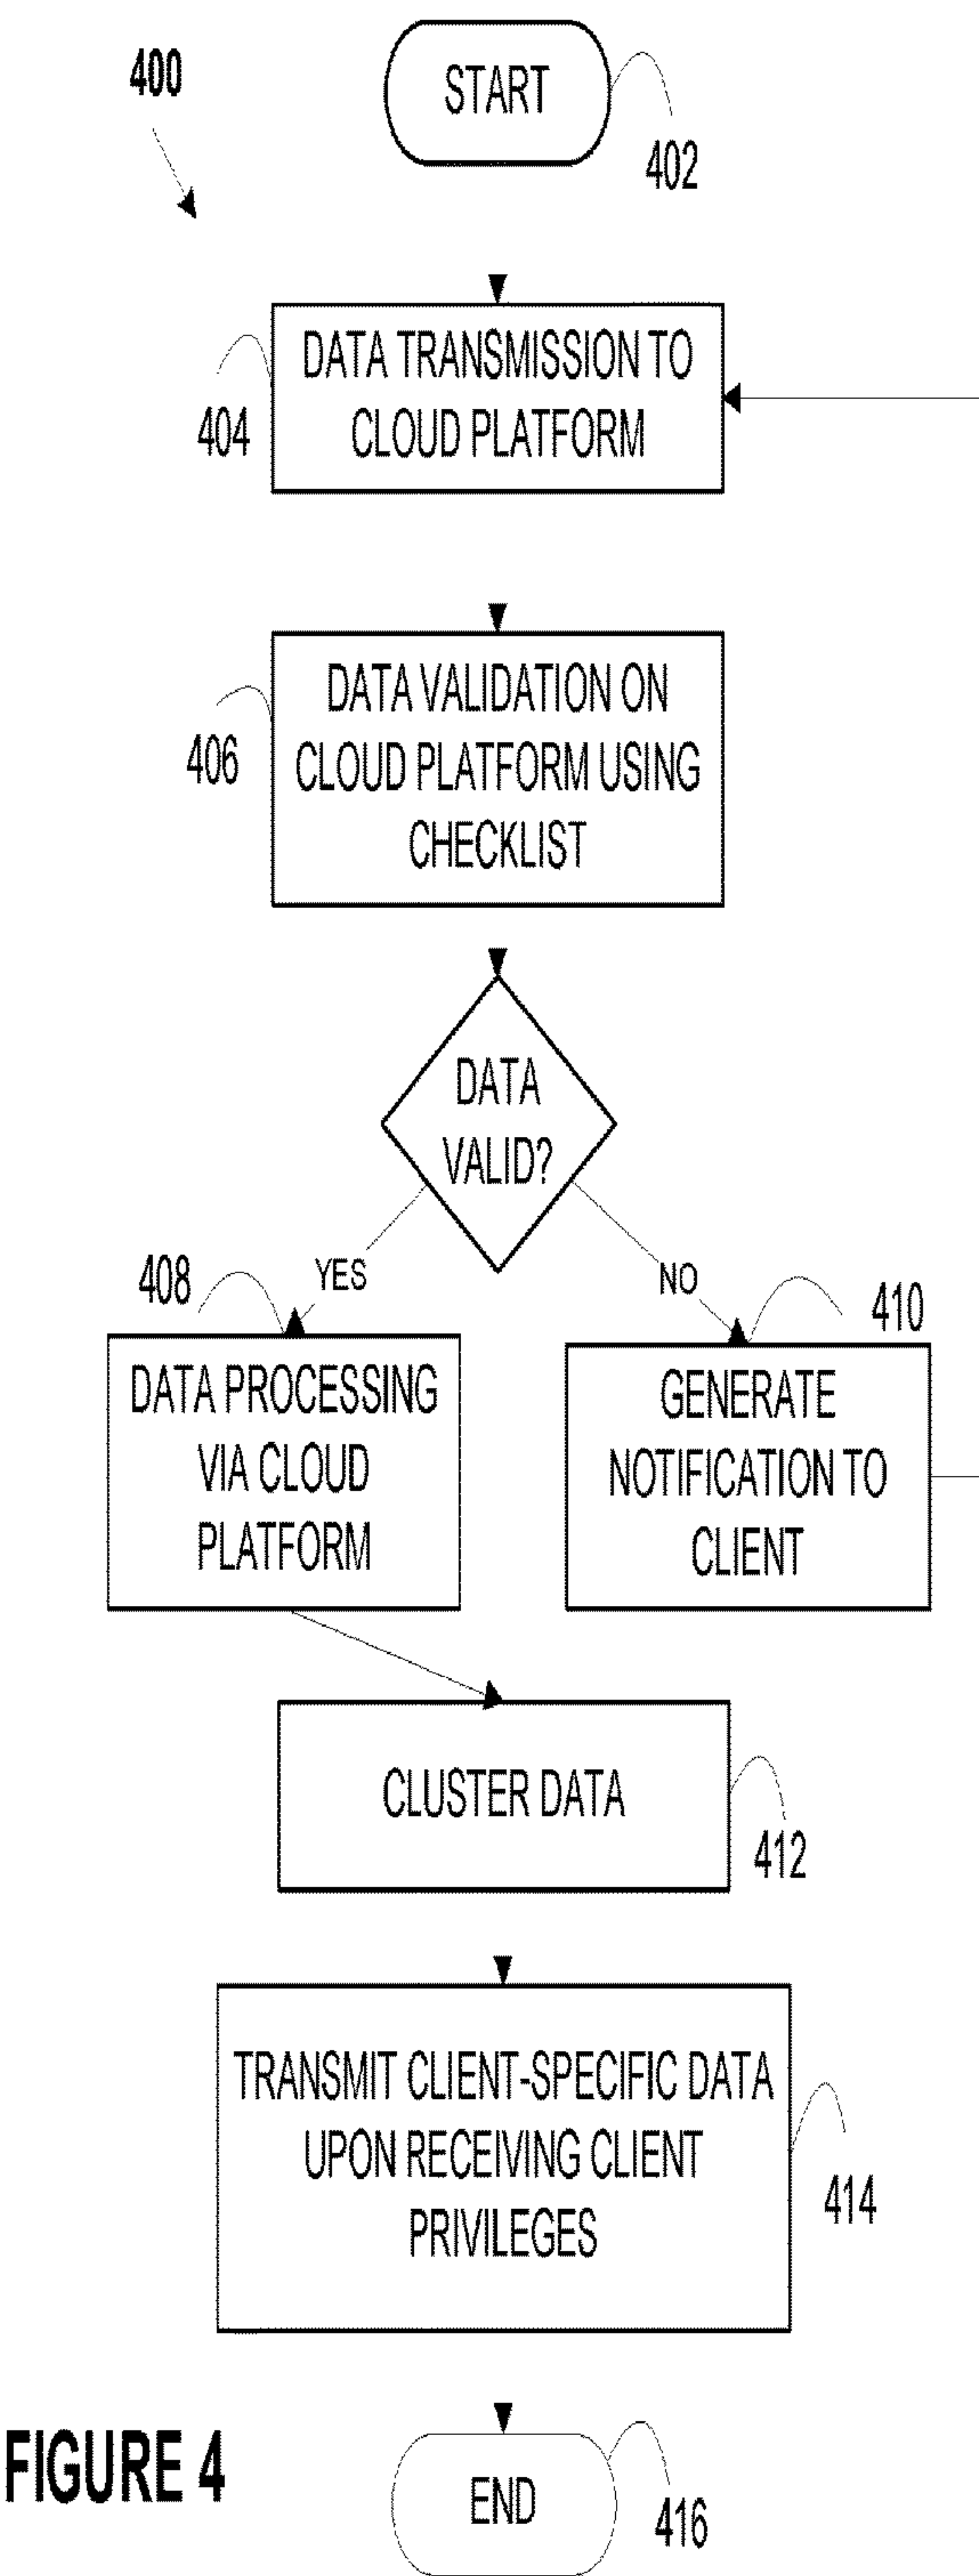 400
START
402
DATA TRANSMISSION TO
CLOUD PLATFORM
404
DATA VALIDATION ON
CLOUD PLATFORM USING
CHECKLIST
406
DATA
VALID?
YES
NO
408
410
DATA PROCESSING
VIA CLOUD
PLATFORM
GENERATE
NOTIFICATION TO
CLIENT
CLUSTER DATA
412
TRANSMIT CLIENT-SPECIFIC DATA
UPON RECEIVING CLIENT
PRIVILEGES
414
FIGURE 4
END
416